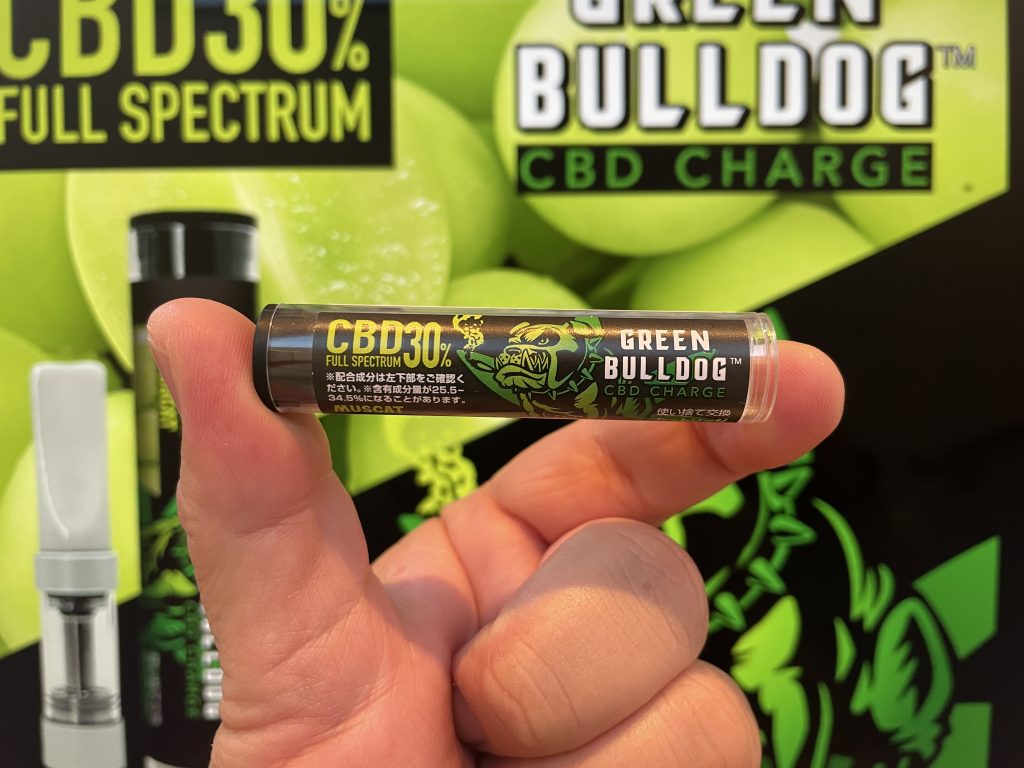 CBD30%
FULL SPECTRUM
GREEN
BULLDOG™
CBD CHARGE
CBD30%
FULL SPECTRUM
※配合成分は左下部をご確認く
ださい。※含有成分量が25.5-
34.5%になることがあります。
MUSCAT
GREEN
BULLDOG™
CBD CHARGE
使い捨て交換